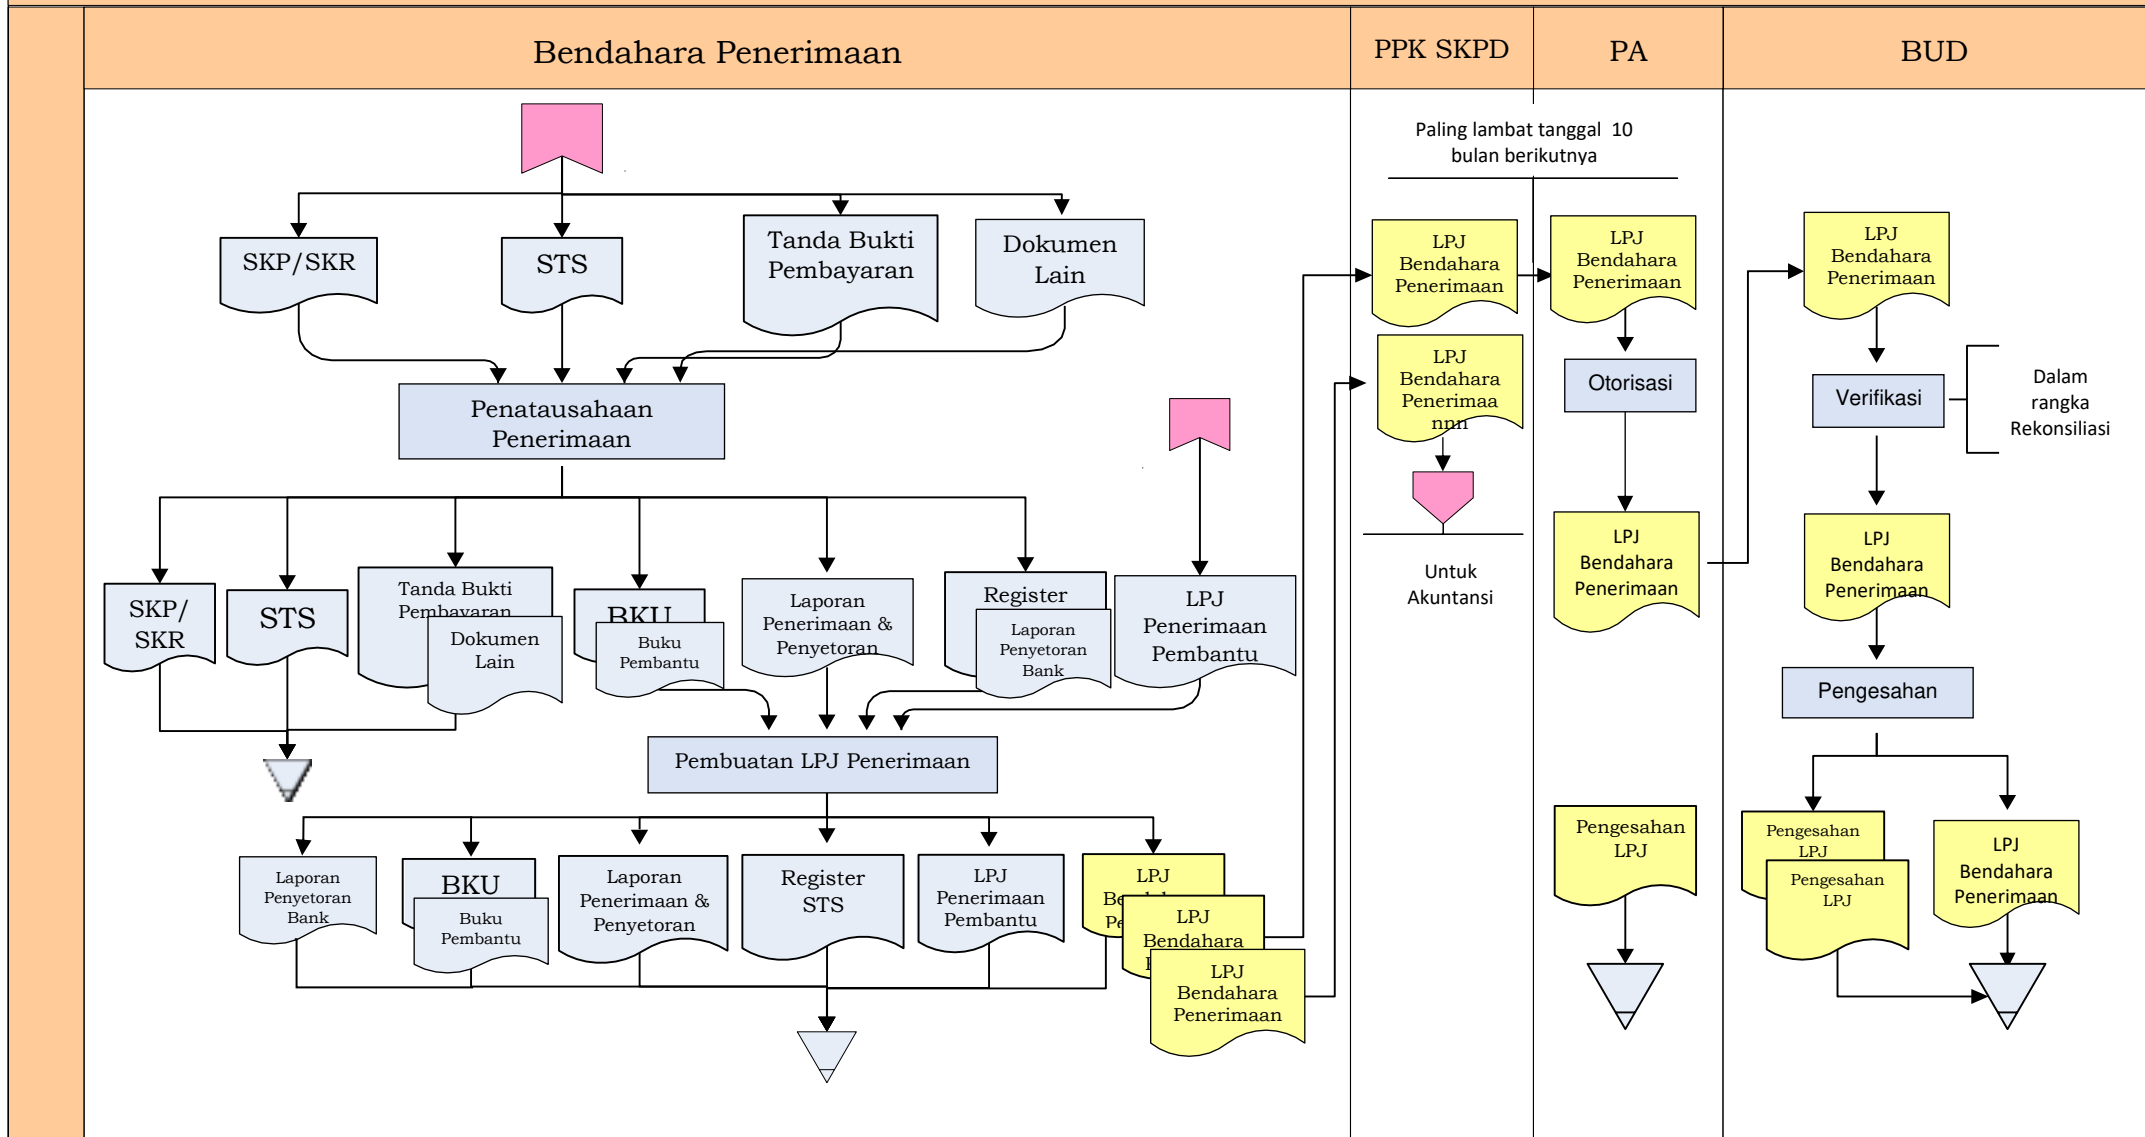 Bendahara Penerimaan
PPK SKPD
PA
BUD
Paling lambat tanggal 10
bulan berikutnya
SKP/SKR
STS
Tanda Bukti
Pembayaran
Dokumen
Lain
Penatausahaan
Penerimaan
SKP/
SKR
STS
Tanda Bukti
Pembayaran
Dokumen
Lain
BKU
Buku
Pembantu
Laporan
Penerimaan &
Penyetoran
Register
Laporan
Penyetoran
Bank
LPJ
Penerimaan
Pembantu
Pembuatan LPJ Penerimaan
Laporan
Penyetoran
Bank
BKU
Buku
Pembantu
Laporan
Penerimaan &
Penyetoran
Register
STS
LPJ
Penerimaan
Pembantu
LPJ
LPJ
Bendahara
LPJ
Bendahara
Penerimaan
LPJ
Bendahara
Penerimaan
LPJ
Bendahara
Penerimaa
nnn
Untuk
Akuntansi
LPJ
Bendahara
Penerimaan
Otorisasi
LPJ
Bendahara
Penerimaan
Pengesahan
LPJ
LPJ
Bendahara
Penerimaan
Verifikasi
Dalam
rangka
Rekonsiliasi
LPJ
Bendahara
Penerimaan
Pengesahan
Pengesahan
LPJ
Pengesahan
LPJ
LPJ
Bendahara
Penerimaan